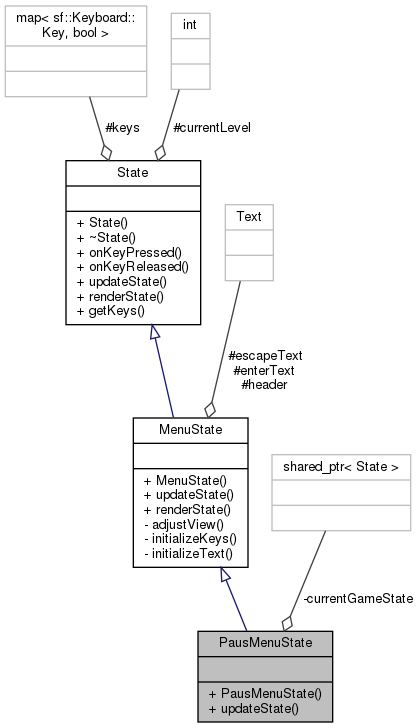 map< sf::Keyboard::
Key, bool >
int
#keys
#currentLevel
State
+ State()
+ ~State()
+ onKeyPressed()
+ onKeyReleased()
+ updateState()
+ renderState()
+ getKeys()
Text
#escapeText
#enterText
#header
MenuState
+ MenuState()
+ updateState()
+ renderState()
- adjustView()
- initializeKeys()
- initializeText()
shared_ptr< State >
-currentGameState
PausMenuState
+ PausMenuState()
+ updateState()